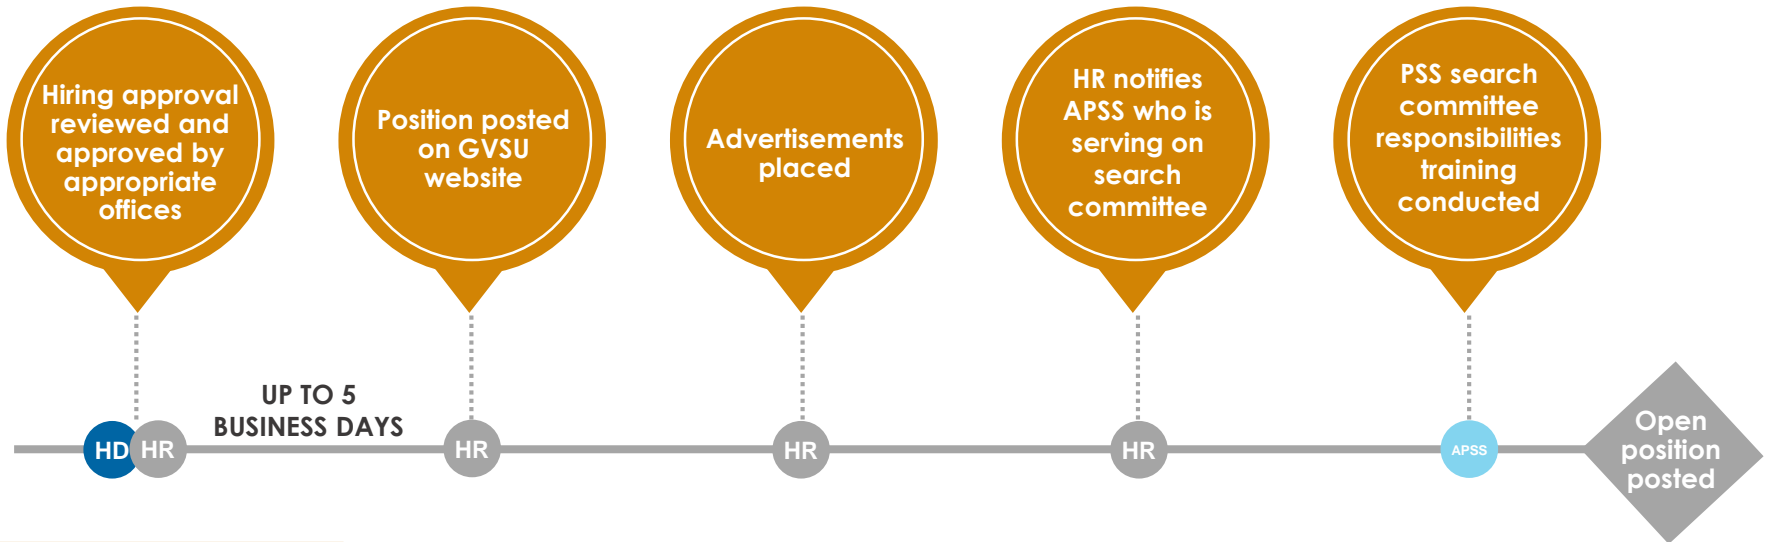 Hiring approval
reviewed and
approved by
appropriate
offices
Position posted
on GVSU
website
Advertisements
placed
HR notifies
APSS who is
serving on
search
committee
PSS search
committee
responsibilities
training
conducted
UP TO 5
BUSINESS DAYS
HD
HR
HR
HR
HR
APSS
Open
position
posted